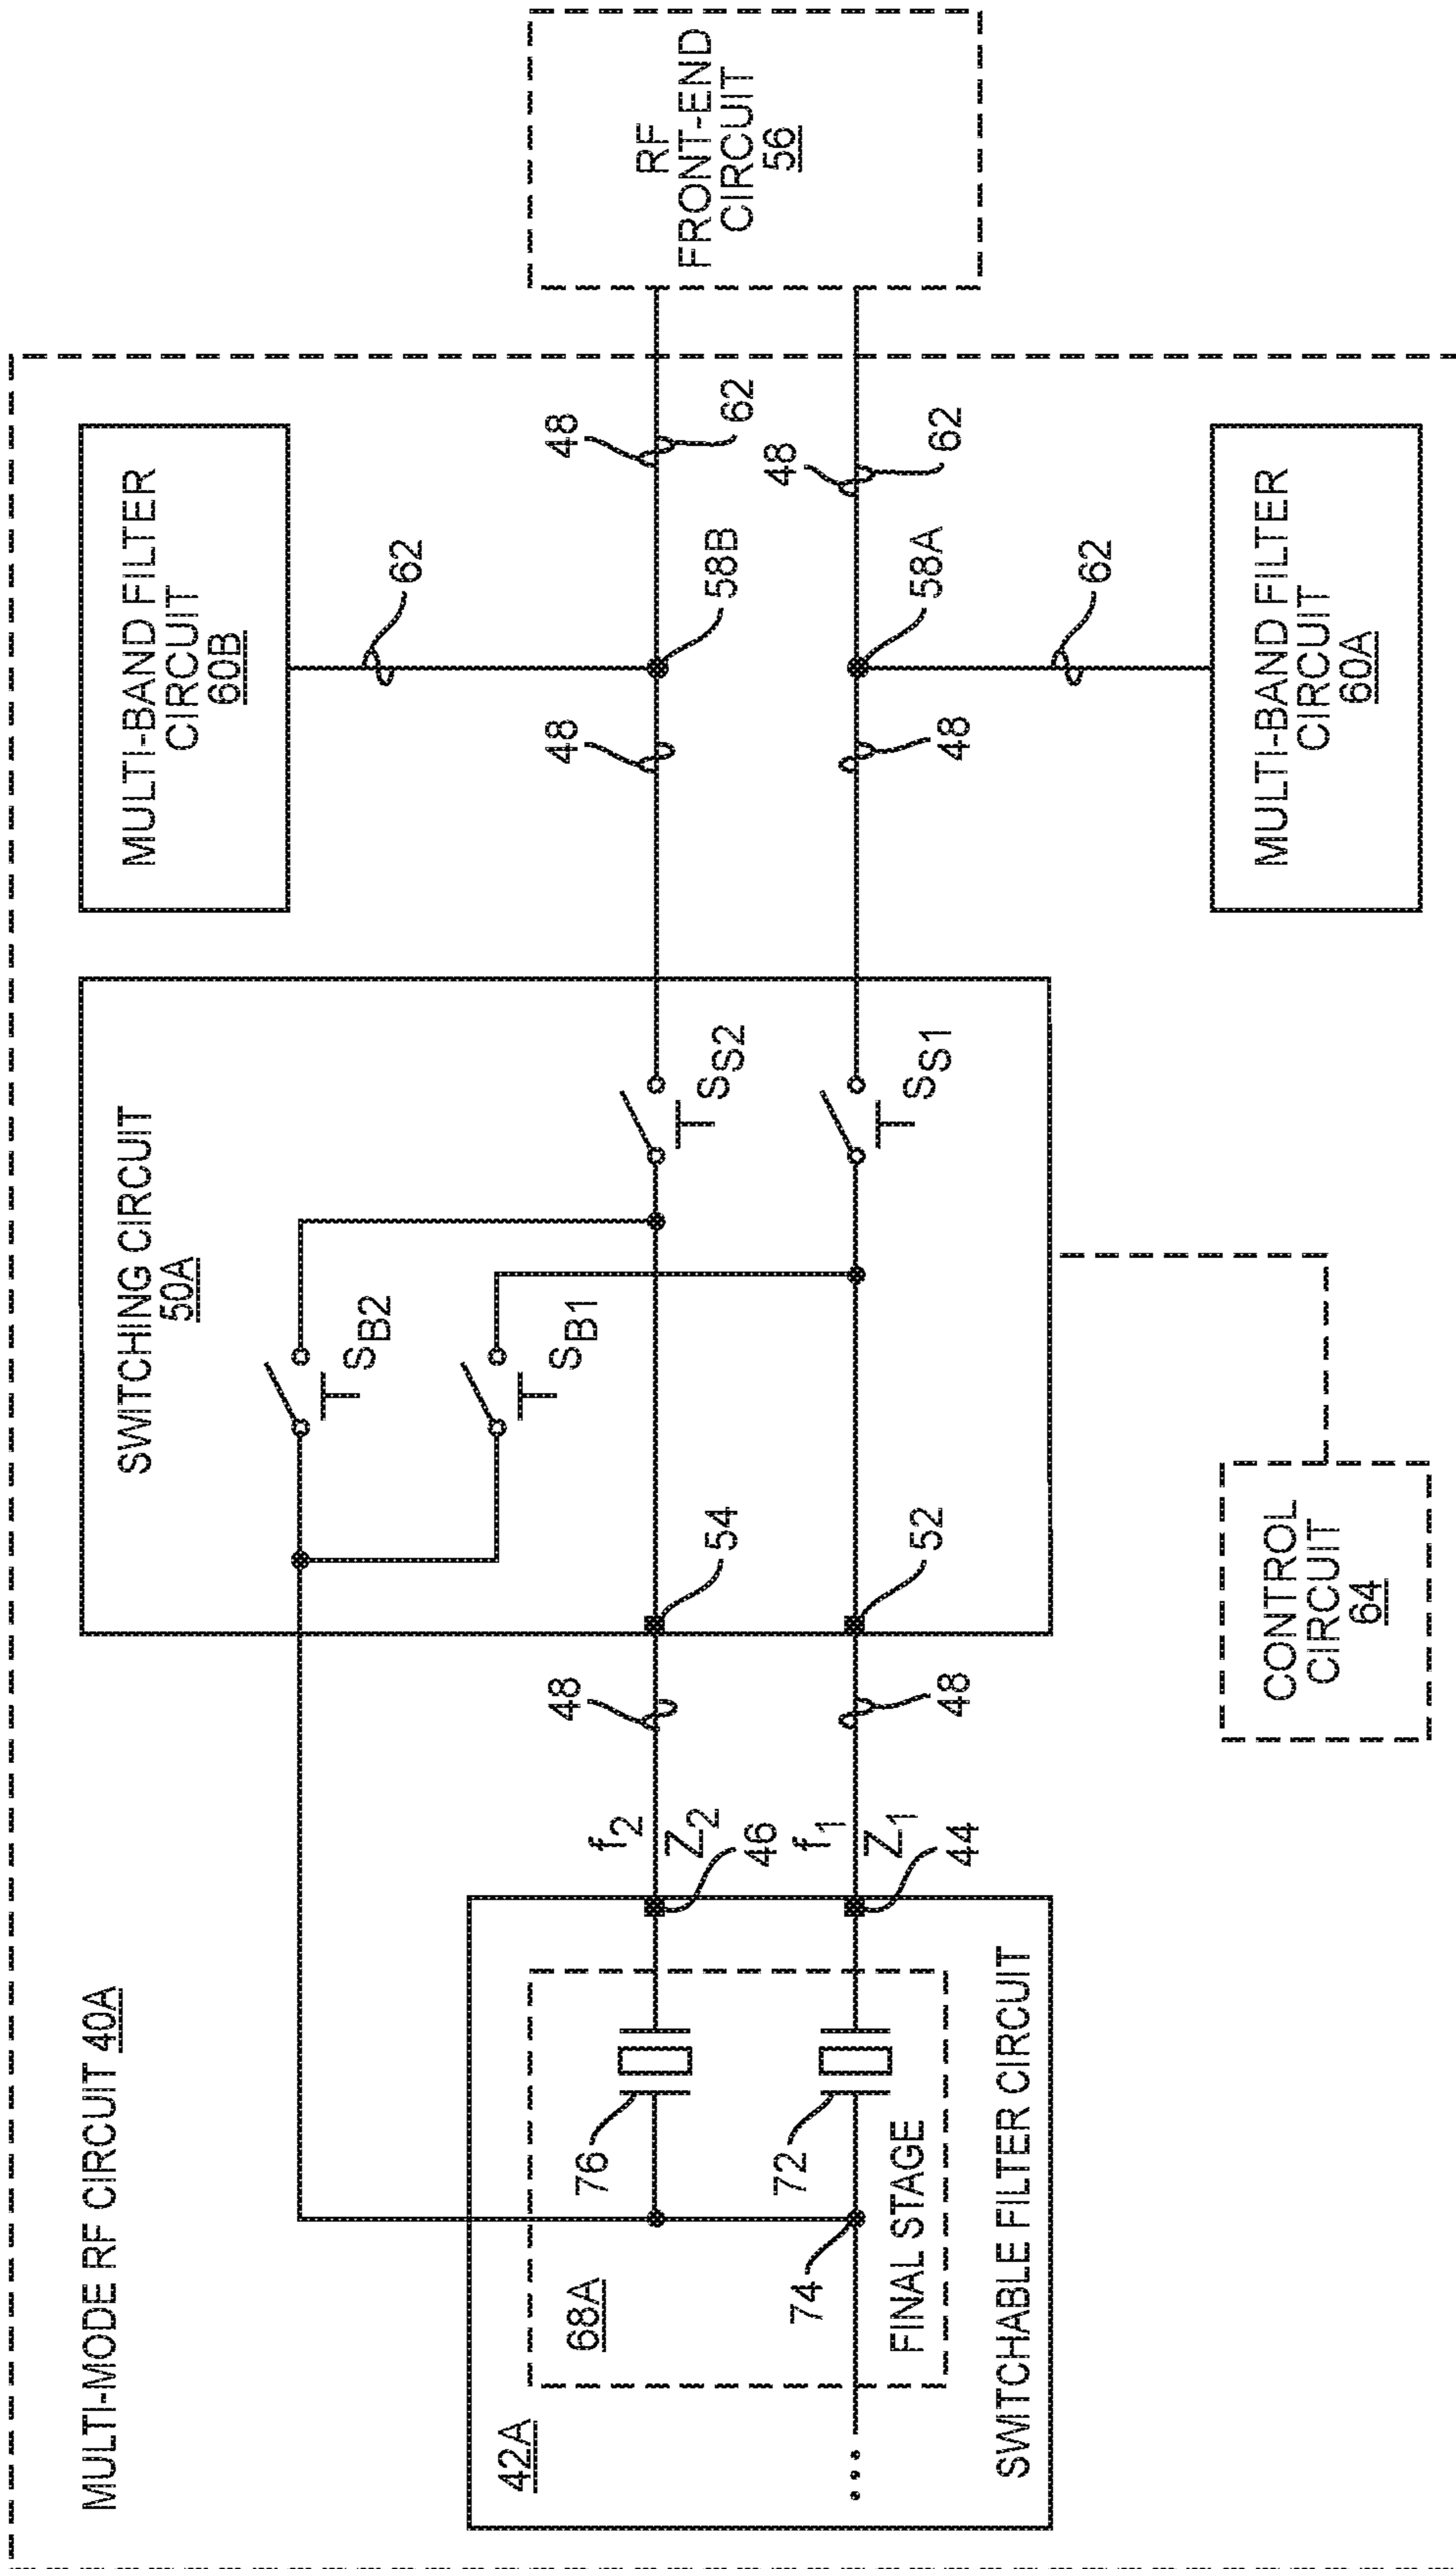 MULTI-MODE RF CIRCUIT 40A
42A
68A
FINAL STAGE
SWITCHABLE FILTER CIRCUIT
74
76
72
f2
Z2
46
f1
Z1
44
48
48
SWITCHING CIRCUIT
50A
54
52
SB2
SB1
SS2
SS1
CONTROL
CIRCUIT
64
MULTI-BAND FILTER
CIRCUIT
60B
62
48
58B
48
62
48
58A
48
62
62
MULTI-BAND FILTER
CIRCUIT
60A
RF
FRONT-END
CIRCUIT
56